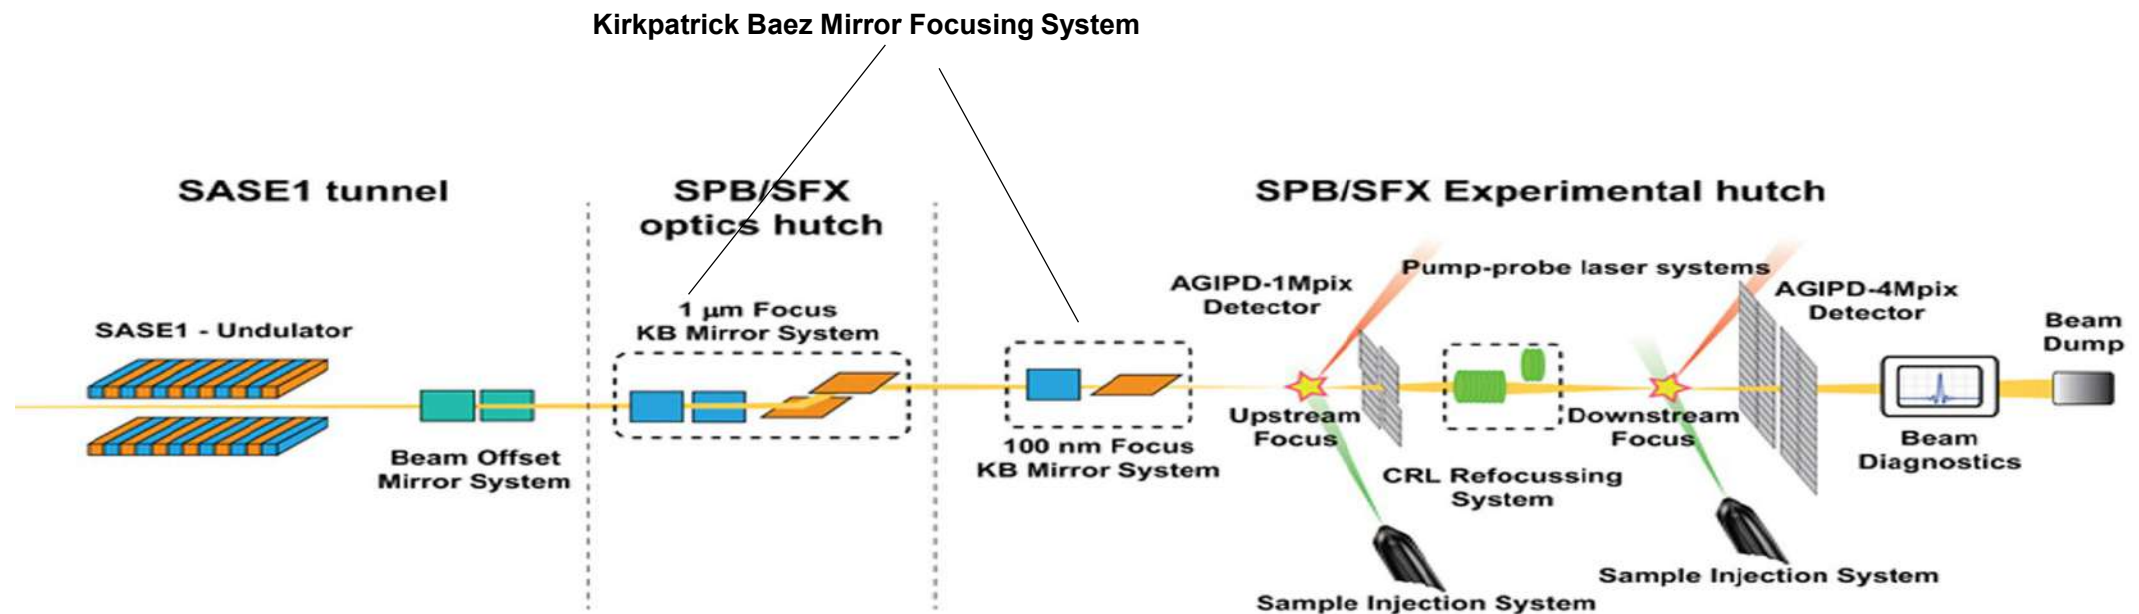 Kirkpatrick Baez Mirror Focusing System
SASE1 tunnel
SPB/SFX
optics hutch
SPB/SFX Experimental hutch
SASE1 - Undulator
Beam Offset
Mirror System
1 μm Focus
KB Mirror System
100 nm Focus
KB Mirror System
AGIPD-1Mpix
Detector
Pump-probe laser systems
Upstream
Focus
CRL Refocussing
System
Sample Injection System
Downstream
Focus
AGIPD-4Mpix
Detector
Sample Injection System
Beam
Diagnostics
Beam
Dump